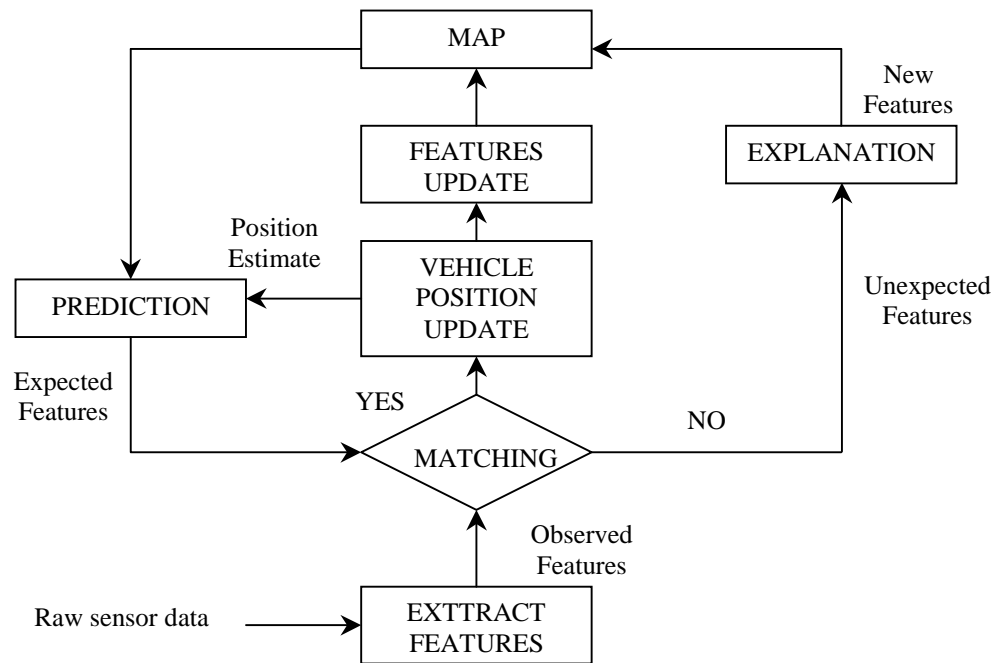 MAP
New
Features
FEATURES
UPDATE
EXPLANATION
Position
Estimate
VEHICLE
POSITION
UPDATE
PREDICTION
Unexpected
Features
Expected
Features
YES
NO
MATCHING
Observed
Features
Raw sensor data
EXTTRACT
FEATURES